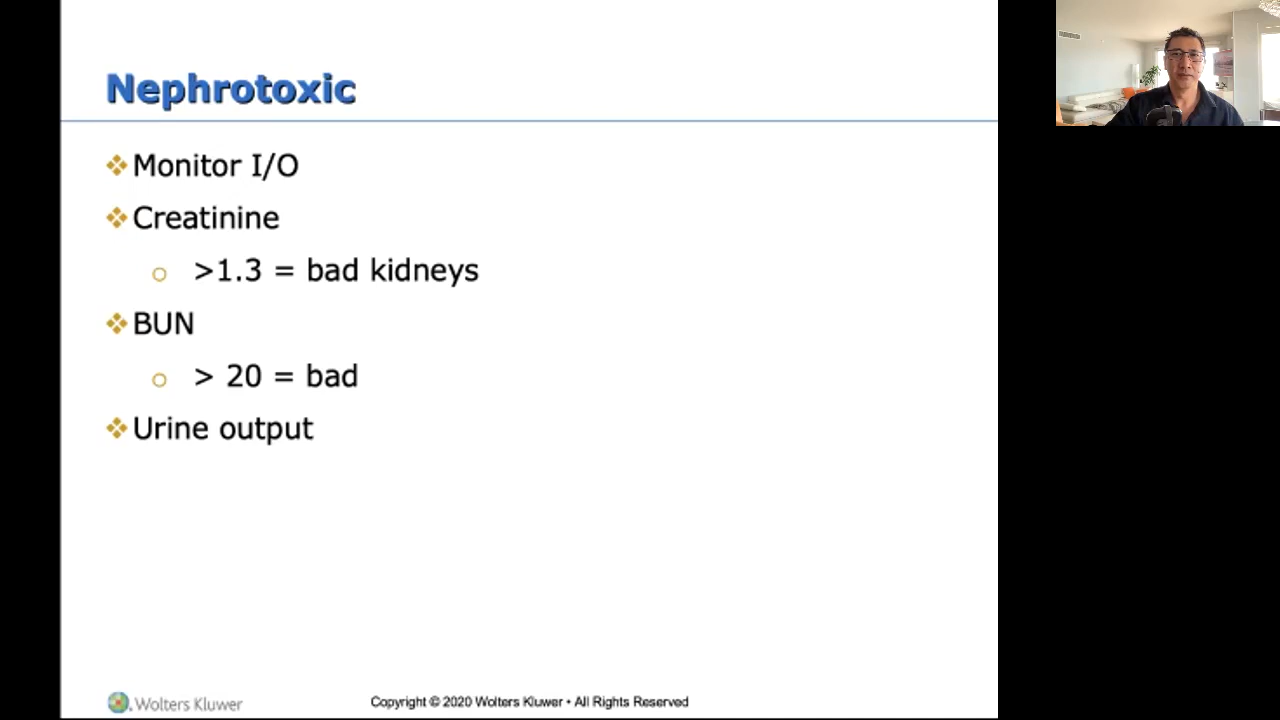 Nephrotoxic
Monitor I/O
Creatinine
>1.3 = bad kidneys
BUN
> 20 = bad
Urine output
Wolters Kluwer
Copyright © 2020 Wolters Kluwer • All Rights Reserved